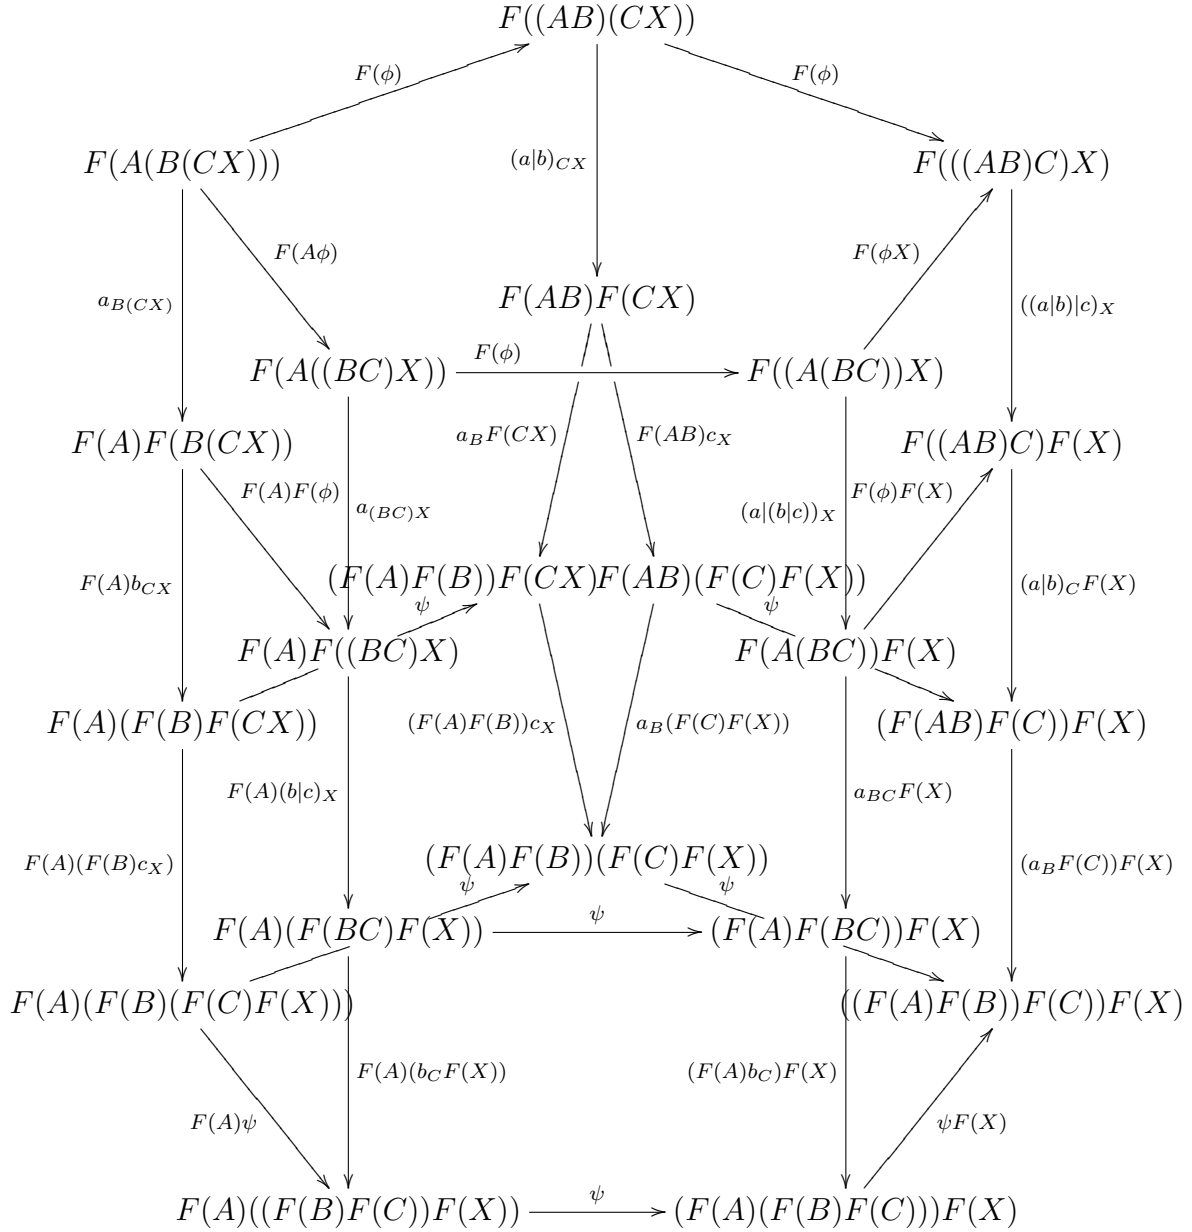 F((AB)(CX))
F(ϕ) F(ϕ)
F(A(B(CX))) (a|b)_{CX} F(((AB)C)X)
F(Aϕ) F(ϕX)
a_{B(CX)} F(AB)F(CX) ((a|b)|c)_X
F(A((BC)X)) F(ϕ) F((A(BC))X)
F(A)F(B(CX)) a_B F(CX) F(AB)c_X F((AB)C)F(X)
F(A)F(ϕ) a_{(BC)X} (a|(b|c))_X F(ϕ)F(X)
F(A)b_{CX} (F(A)F(B))F(CX) F(AB)(F(C)F(X)) (a|b)_C F(X)
ψ ψ
F(A)F((BC)X) F(A(BC))F(X)
F(A)(F(B)F(CX)) (F(A)F(B))c_X a_B(F(C)F(X)) (F(AB)F(C))F(X)
F(A)(b|c)_X a_{BC}F(X)
F(A)(F(B)c_X) (F(A)F(B))(F(C)F(X)) (a_B F(C))F(X)
ψ ψ
F(A)(F(BC)F(X)) ψ (F(A)F(BC))F(X)
F(A)(F(B)(F(C)F(X))) ((F(A)F(B))F(C))F(X)
F(A)(b_C F(X)) (F(A)b_C)F(X)
F(A)ψ ψF(X)
F(A)((F(B)F(C))F(X)) ψ (F(A)(F(B)F(C)))F(X)